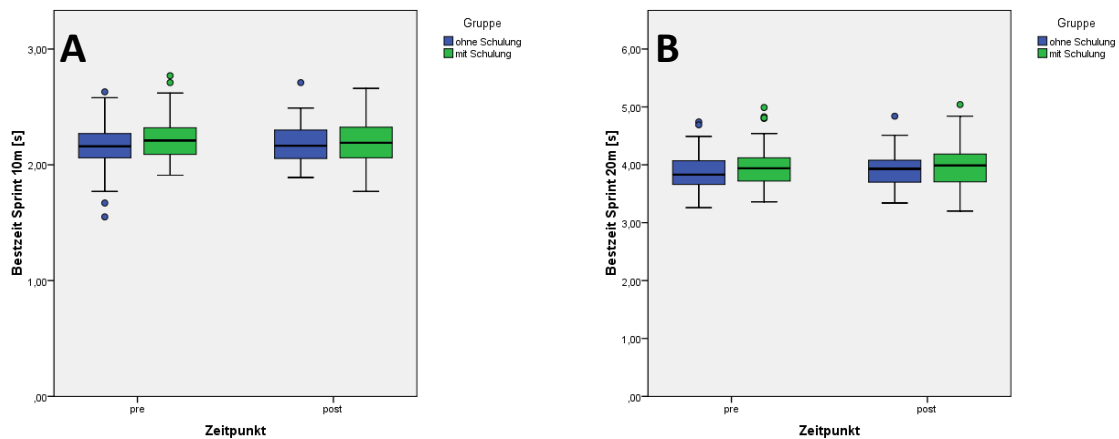 A
Gruppe
ohne Schulung
mit Schulung
Bestzeit Sprint 10m [s]
3,00
2,00
1,00
,00
pre
post
Zeitpunkt
B
Gruppe
ohne Schulung
mit Schulung
Bestzeit Sprint 20m [s]
6,00
5,00
4,00
3,00
2,00
1,00
,00
pre
post
Zeitpunkt